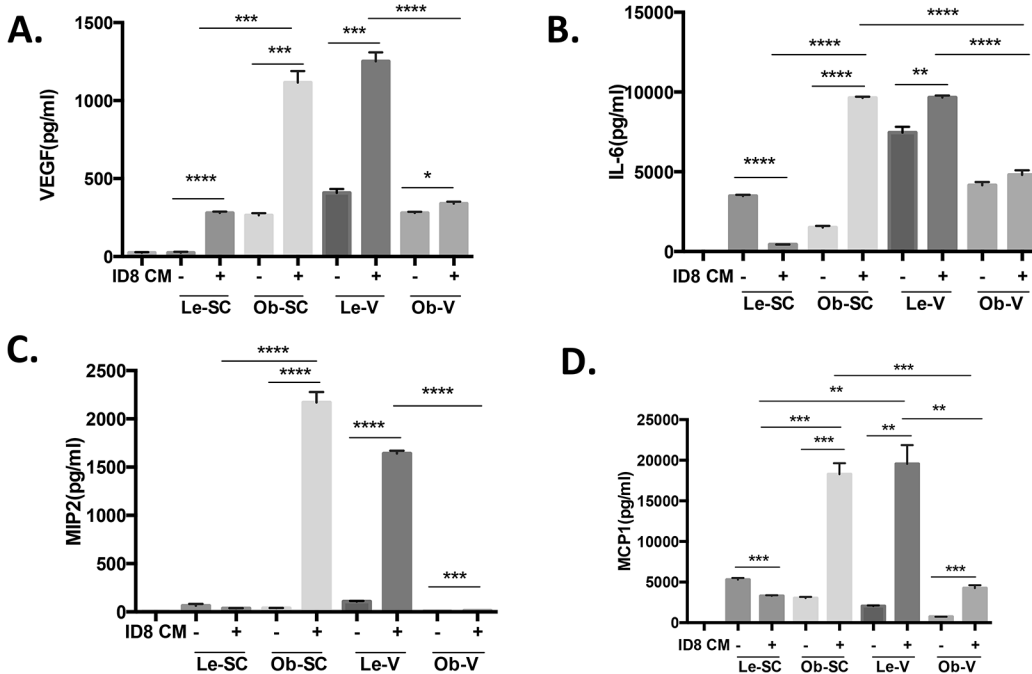 A.
VEGF(pg/ml)
1500
1000
500
0
*** *** *** ****
**** *
ID8 CM - + - + - + - +
Le-SC Ob-SC Le-V Ob-V
B.
IL-6(pg/ml)
15000
10000
5000
0
****
**** ****
**** **
****
ID8 CM - + - + - + - +
Le-SC Ob-SC Le-V Ob-V
C.
MIP2(pg/ml)
2500
2000
1500
1000
500
0
****
**** ****
****
***
ID8 CM - + - + - + - +
Le-SC Ob-SC Le-V Ob-V
D.
MCP1(pg/ml)
25000
20000
15000
10000
5000
0
***
**
*** **
*** **
*** ***
ID8 CM - + - + - + - +
Le-SC Ob-SC Le-V Ob-V